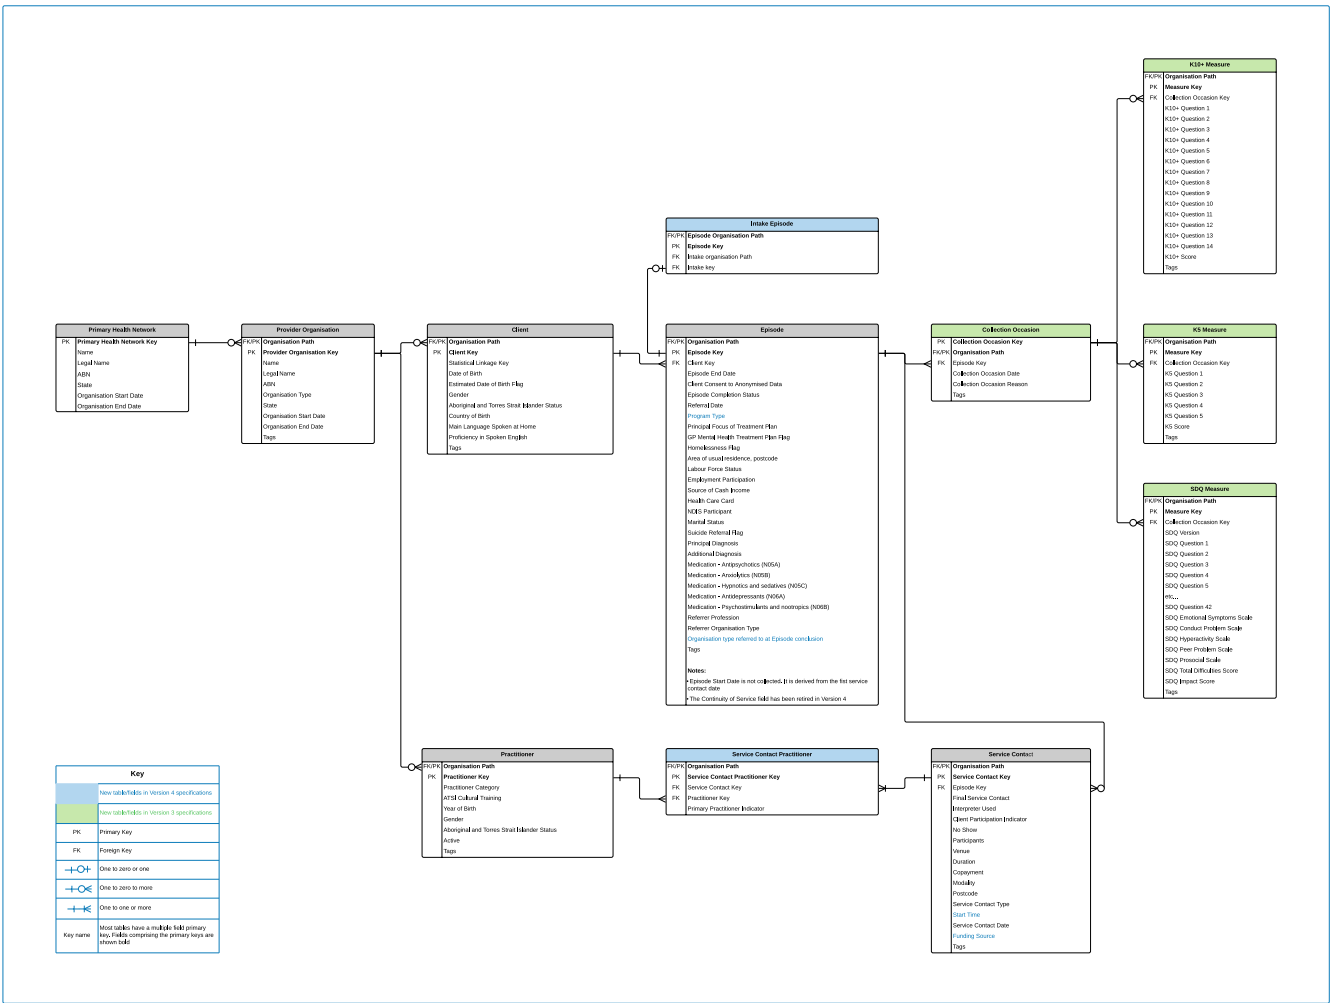 K10+ Measure
FK/PK Organisation Path
PK Measure Key
FK Collection Occasion Key
K10+ Question 1
K10+ Question 2
K10+ Question 3
K10+ Question 4
K10+ Question 5
K10+ Question 6
K10+ Question 7
K10+ Question 8
K10+ Question 9
K10+ Question 10
K10+ Question 11
K10+ Question 12
K10+ Question 13
K10+ Question 14
K10+ Score
Tags
Intake Episode
FK/PK Episode Organisation Path
PK Episode Key
FK Intake organisation Path
FK Intake key
Primary Health Network
PK Primary Health Network Key
Name
Legal Name
ABN
State
Organisation Start Date
Organisation End Date
Provider Organisation
FK/PK Organisation Path
PK Provider Organisation Key
Name
Legal Name
ABN
Organisation Type
State
Organisation Start Date
Organisation End Date
Tags
Client
FK/PK Organisation Path
PK Client Key
Statistical Linkage Key
Date of Birth
Estimated Date of Birth Flag
Gender
Aboriginal and Torres Strait Islander Status
Country of Birth
Main Language Spoken at Home
Proficiency in Spoken English
Tags
Episode
FK/PK Organisation Path
PK Episode Key
FK Client Key
Episode End Date
Client Consent to Anonymised Data
Episode Completion Status
Referral Date
Program Type
Principal Focus of Treatment Plan
GP Mental Health Treatment Plan Flag
Homelessness Flag
Area of usual residence, postcode
Labour Force Status
Employment Participation
Source of Cash Income
Health Care Card
NDIS Participant
Marital Status
Suicide Referral Flag
Principal Diagnosis
Additional Diagnosis
Medication - Antipsychotics (N05A)
Medication - Anxiolytics (N05B)
Medication - Hypnotics and sedatives (N05C)
Medication - Antidepressants (N06A)
Medication - Psychostimulants and nootropics (N06B)
Referrer Profession
Referrer Organisation Type
Organisation type referred to at Episode conclusion
Tags
Notes:
• Episode Start Date is not collected. It is derived from the fist service
contact date
• The Continuity of Service field has been retired in Version 4
Collection Occasion
PK Collection Occasion Key
FK/PK Organisation Path
FK Episode Key
Collection Occasion Date
Collection Occasion Reason
Tags
K5 Measure
FK/PK Organisation Path
PK Measure Key
FK Collection Occasion Key
K5 Question 1
K5 Question 2
K5 Question 3
K5 Question 4
K5 Question 5
K5 Score
Tags
SDQ Measure
FK/PK Organisation Path
PK Measure Key
FK Collection Occasion Key
SDQ Version
SDQ Question 1
SDQ Question 2
SDQ Question 3
SDQ Question 4
SDQ Question 5
etc...
SDQ Question 42
SDQ Emotional Symptoms Scale
SDQ Conduct Problem Scale
SDQ Hyperactivity Scale
SDQ Peer Problem Scale
SDQ Prosocial Scale
SDQ Total Difficulties Score
SDQ Impact Score
Tags
Practitioner
FK/PK Organisation Path
PK Practitioner Key
Practitioner Category
ATSI Cultural Training
Year of Birth
Gender
Aboriginal and Torres Strait Islander Status
Active
Tags
Service Contact Practitioner
FK/PK Organisation Path
PK Service Contact Practitioner Key
FK Service Contact Key
FK Practitioner Key
Primary Practitioner Indicator
Service Contact
FK/PK Organisation Path
PK Service Contact Key
FK Episode Key
Final Service Contact
Interpreter Used
Client Participation Indicator
No Show
Participants
Venue
Duration
Copayment
Modality
Postcode
Service Contact Type
Start Time
Service Contact Date
Funding Source
Tags
Key
New table/fields in Version 4 specifications
New table/fields in Version 3 specifications
PK Primary Key
FK Foreign Key
One to zero or one
One to zero to more
One to one or more
Key name Most tables have a multiple field primary
key. Fields comprising the primary keys are
shown bold